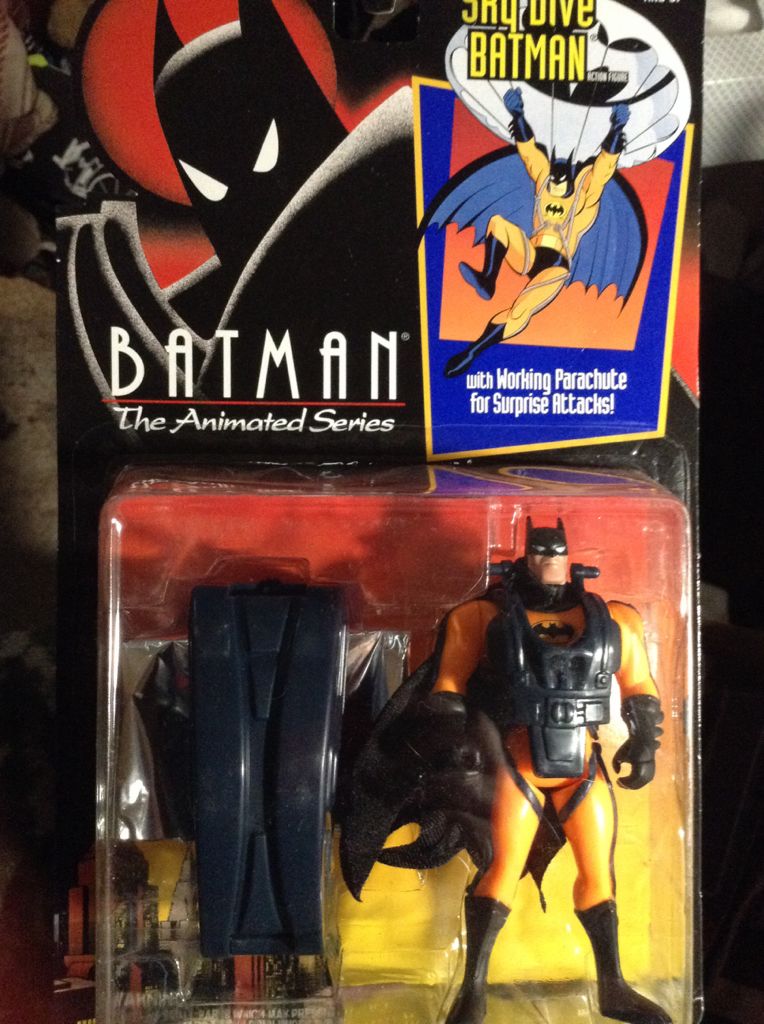 Sky Dive
BATMAN®
ACTION FIGURE
BATMAN®
The Animated Series
with Working Parachute
for Surprise Attacks!